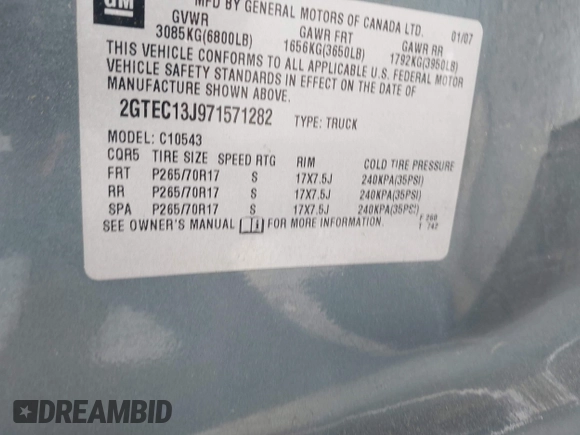 GM
MFD BY GENERAL MOTORS OF CANADA LTD. 01/07
GVWR GAWR FRT GAWR RR
3085KG(6800LB) 1656KG(3650LB) 1792KG(3950LB)
THIS VEHICLE CONFORMS TO ALL APPLICABLE U.S. FEDERAL MOTOR
VEHICLE SAFETY STANDARDS IN EFFECT ON THE DATE OF
MANUFACTURE SHOWN ABOVE.
2GTEC13J971571282 TYPE: TRUCK
MODEL: C10543
CQR5 TIRE SIZE SPEED RTG RIM COLD TIRE PRESSURE
FRT P265/70R17 S 17X7.5J 240KPA(35PSI)
RR P265/70R17 S 17X7.5J 240KPA(35PSI)
SPA P265/70R17 S 17X7.5J 240KPA(35PSI)
SEE OWNER'S MANUAL FOR MORE INFORMATION.
F 260
T 742
DREAMBID